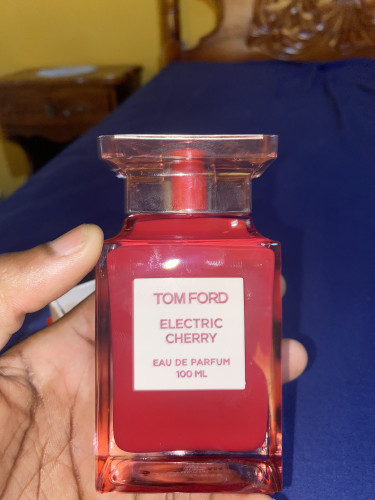 TOM FORD
ELECTRIC
CHERRY
EAU DE PARFUM
100 ML